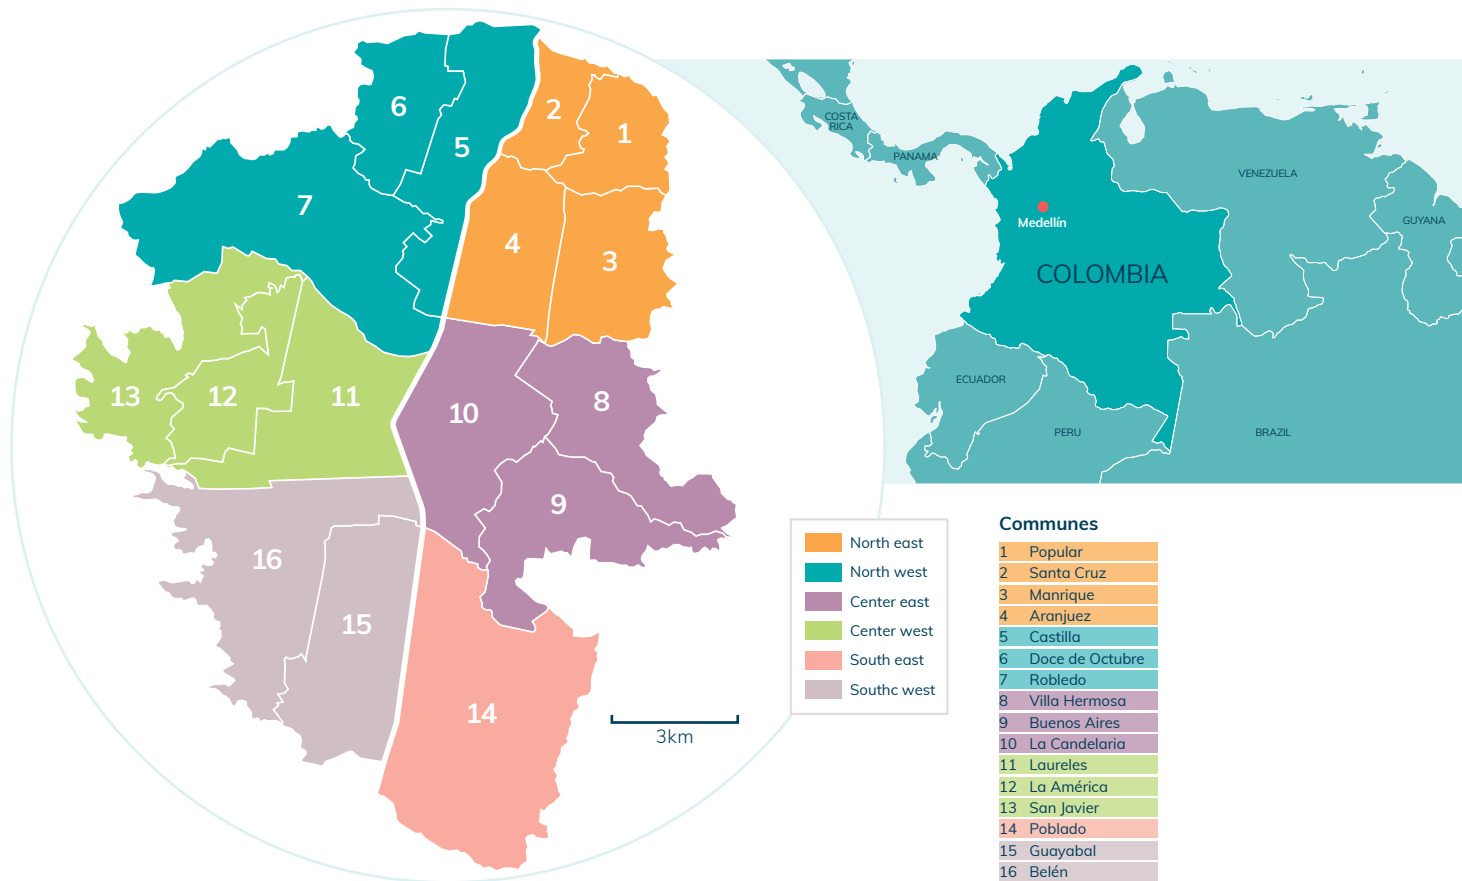 6
5
2
1
7
4
3
13
12
11
10
8
9
16
15
14
3km
COSTA
RICA
PANAMA
VENEZUELA
GUYANA
Medellín
COLOMBIA
ECUADOR
PERU
BRAZIL
North east
North west
Center east
Center west
South east
Southc west
Communes
1 Popular
2 Santa Cruz
3 Manrique
4 Aranjuez
5 Castilla
6 Doce de Octubre
7 Robledo
8 Villa Hermosa
9 Buenos Aires
10 La Candelaria
11 Laureles
12 La América
13 San Javier
14 Poblado
15 Guayabal
16 Belén